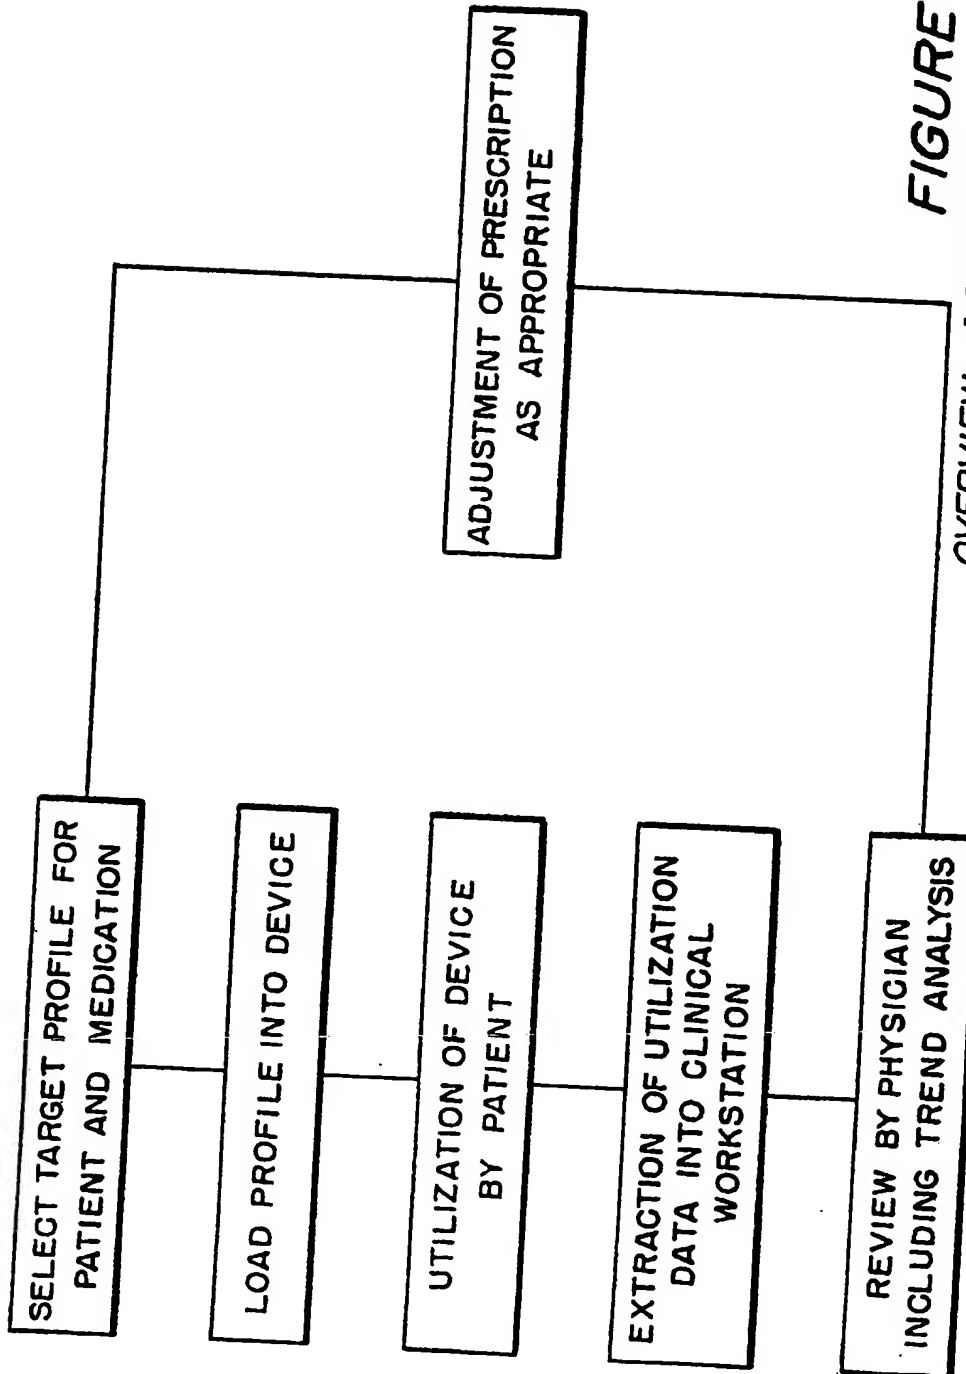 SELECT TARGET PROFILE FOR
PATIENT AND MEDICATION
LOAD PROFILE INTO DEVICE
UTILIZATION OF DEVICE
BY PATIENT
EXTRACTION OF UTILIZATION
DATA INTO CLINICAL
WORKSTATION
REVIEW BY PHYSICIAN
INCLUDING TREND ANALYSIS
ADJUSTMENT OF PRESCRIPTION
AS APPROPRIATE
FIGURE